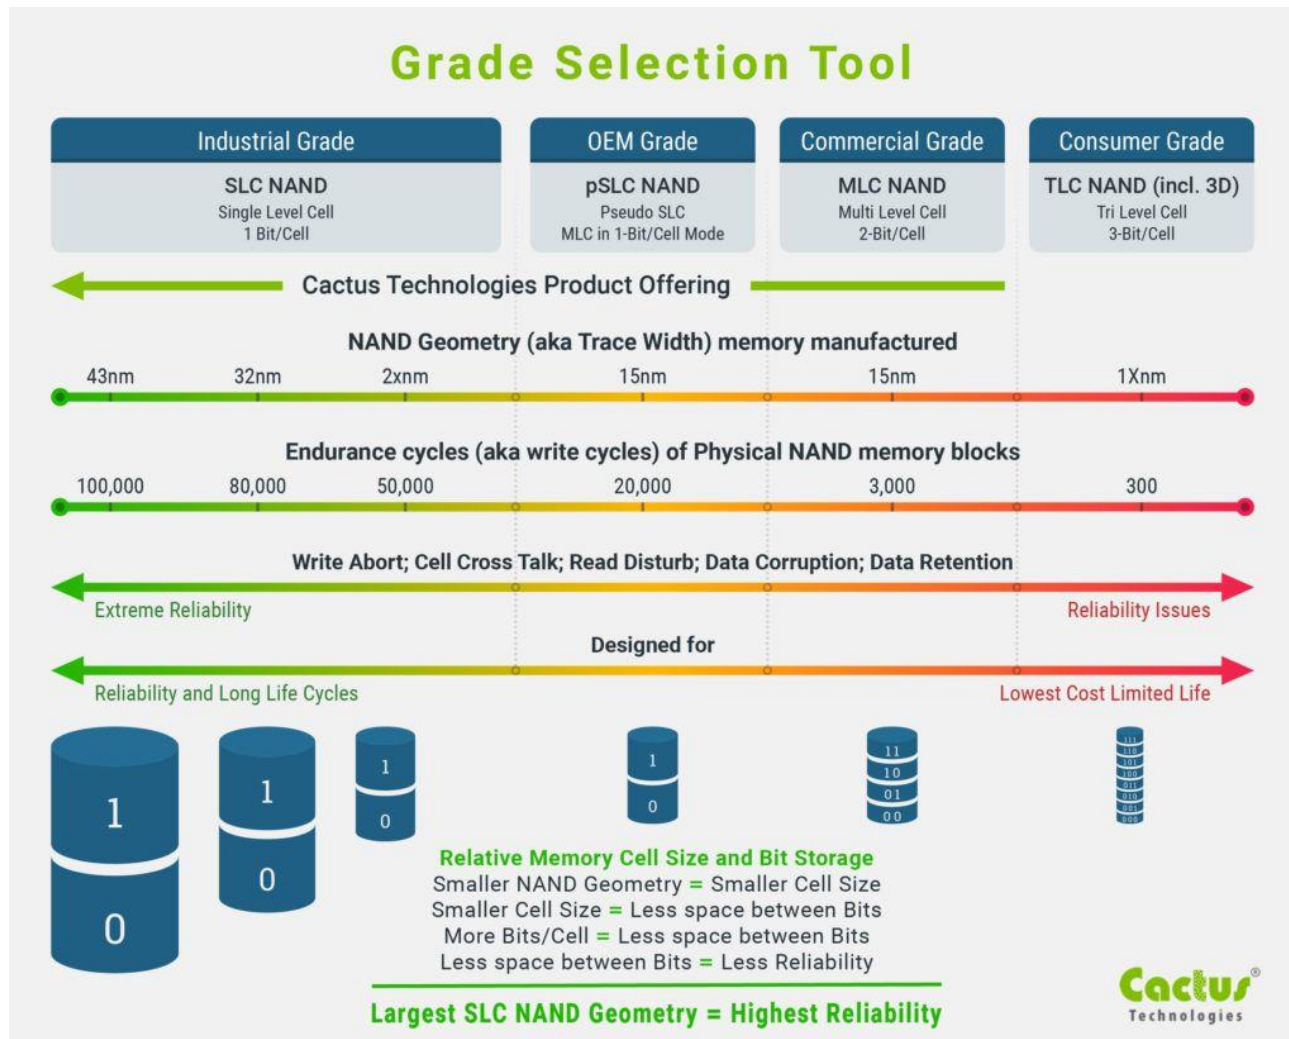 Grade Selection Tool
Industrial Grade
SLC NAND
Single Level Cell
1 Bit/Cell
OEM Grade
pSLC NAND
Pseudo SLC
MLC in 1-Bit/Cell Mode
Commercial Grade
MLC NAND
Multi Level Cell
2-Bit/Cell
Consumer Grade
TLC NAND (incl. 3D)
Tri Level Cell
3-Bit/Cell
Cactus Technologies Product Offering
NAND Geometry (aka Trace Width) memory manufactured
43nm 32nm 2xnm 15nm 15nm 1Xnm
Endurance cycles (aka write cycles) of Physical NAND memory blocks
100,000 80,000 50,000 20,000 3,000 300
Write Abort; Cell Cross Talk; Read Disturb; Data Corruption; Data Retention
Extreme Reliability
Reliability Issues
Designed for
Reliability and Long Life Cycles
Lowest Cost Limited Life
1
0
1
0
1
0
1
0
11
10
01
00
111
110
101
100
011
010
001
000
Relative Memory Cell Size and Bit Storage
Smaller NAND Geometry = Smaller Cell Size
Smaller Cell Size = Less space between Bits
More Bits/Cell = Less space between Bits
Less space between Bits = Less Reliability
Largest SLC NAND Geometry = Highest Reliability
Cactus®
Technologies